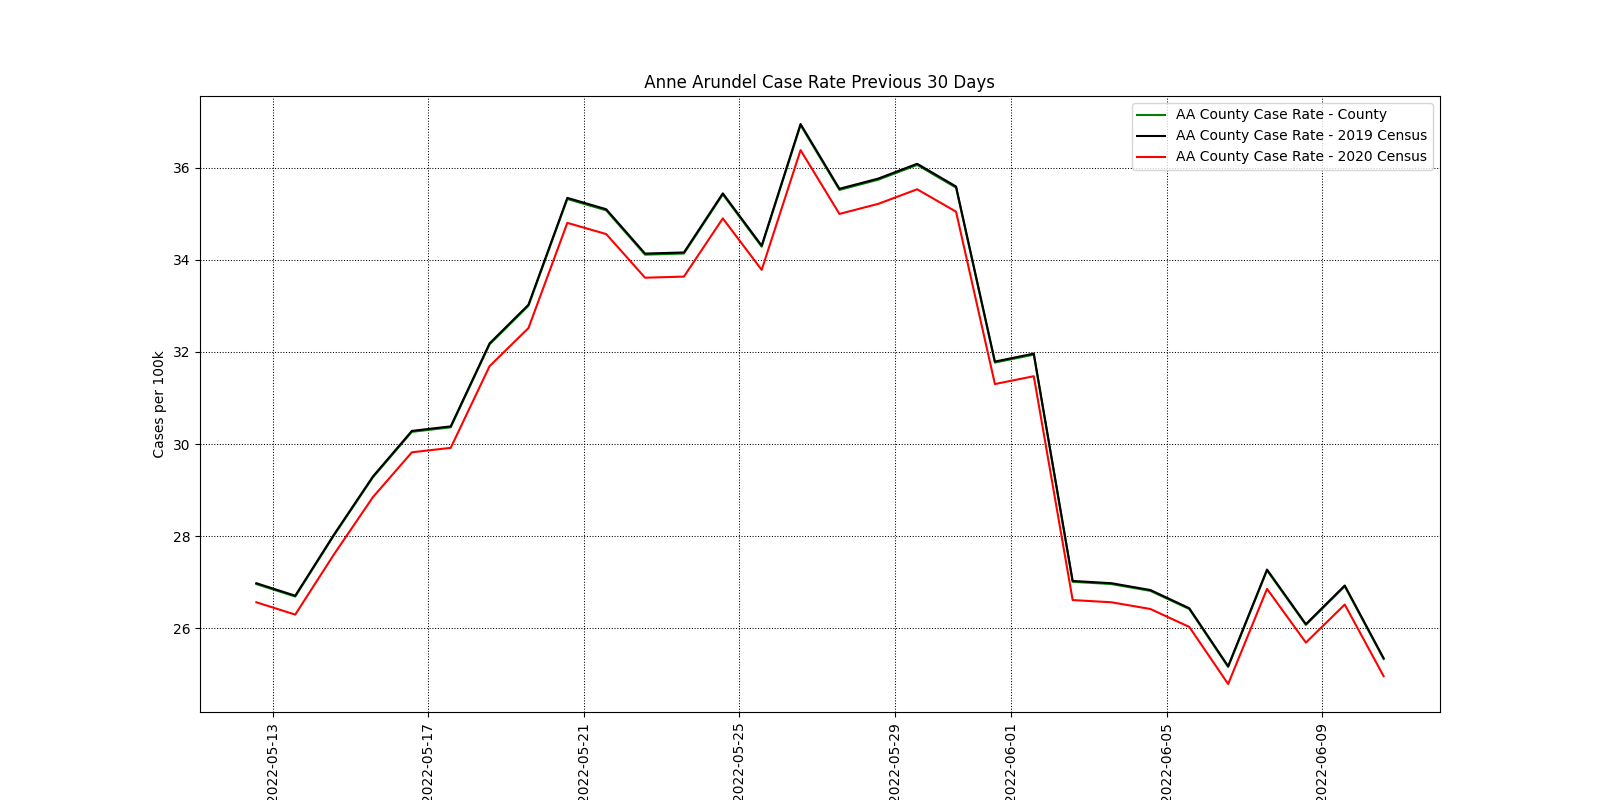 Anne Arundel Case Rate Previous 30 Days
AA County Case Rate - County
AA County Case Rate - 2019 Census
AA County Case Rate - 2020 Census
Cases per 100k
36
34
32
30
28
26
2022-05-13
2022-05-17
2022-05-21
2022-05-25
2022-05-29
2022-06-01
2022-06-05
2022-06-09